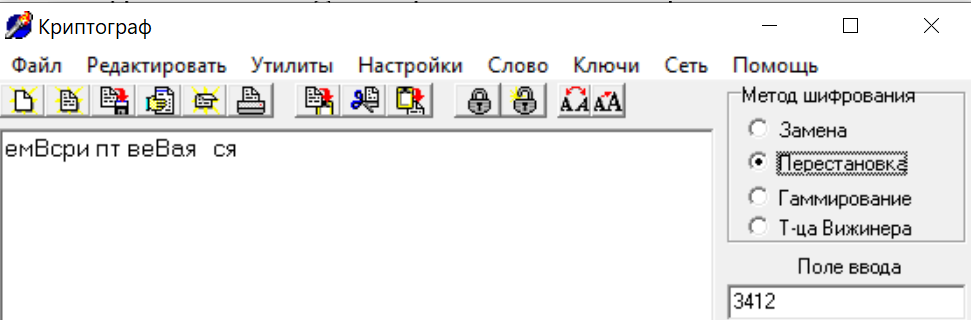 Криптограф
Файл Редактировать Утилиты Настройки Слово Ключи Сеть Помощь
Метод шифрования
Замена
Перестановка
Гаммирование
Т-ца Вижинера
Поле ввода
3412
емВсри пт веВая  ся